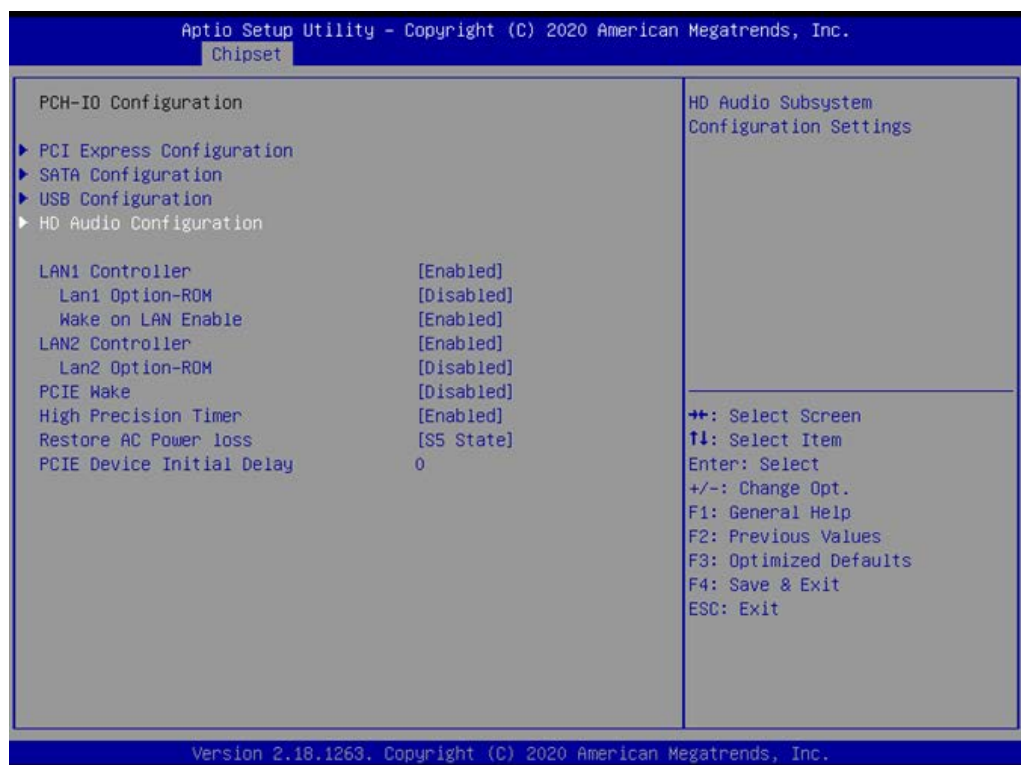 Aptio Setup Utility – Copyright (C) 2020 American Megatrends, Inc.
Chipset
PCH-IO Configuration
▶ PCI Express Configuration
▶ SATA Configuration
▶ USB Configuration
▶ HD Audio Configuration
LAN1 Controller [Enabled]
Lan1 Option-ROM [Disabled]
Wake on LAN Enable [Enabled]
LAN2 Controller [Enabled]
Lan2 Option-ROM [Disabled]
PCIE Wake [Disabled]
High Precision Timer [Enabled]
Restore AC Power loss [S5 State]
PCIE Device Initial Delay 0
HD Audio Subsystem
Configuration Settings
→←: Select Screen
↑↓: Select Item
Enter: Select
+/-: Change Opt.
F1: General Help
F2: Previous Values
F3: Optimized Defaults
F4: Save & Exit
ESC: Exit
Version 2.18.1263. Copyright (C) 2020 American Megatrends, Inc.